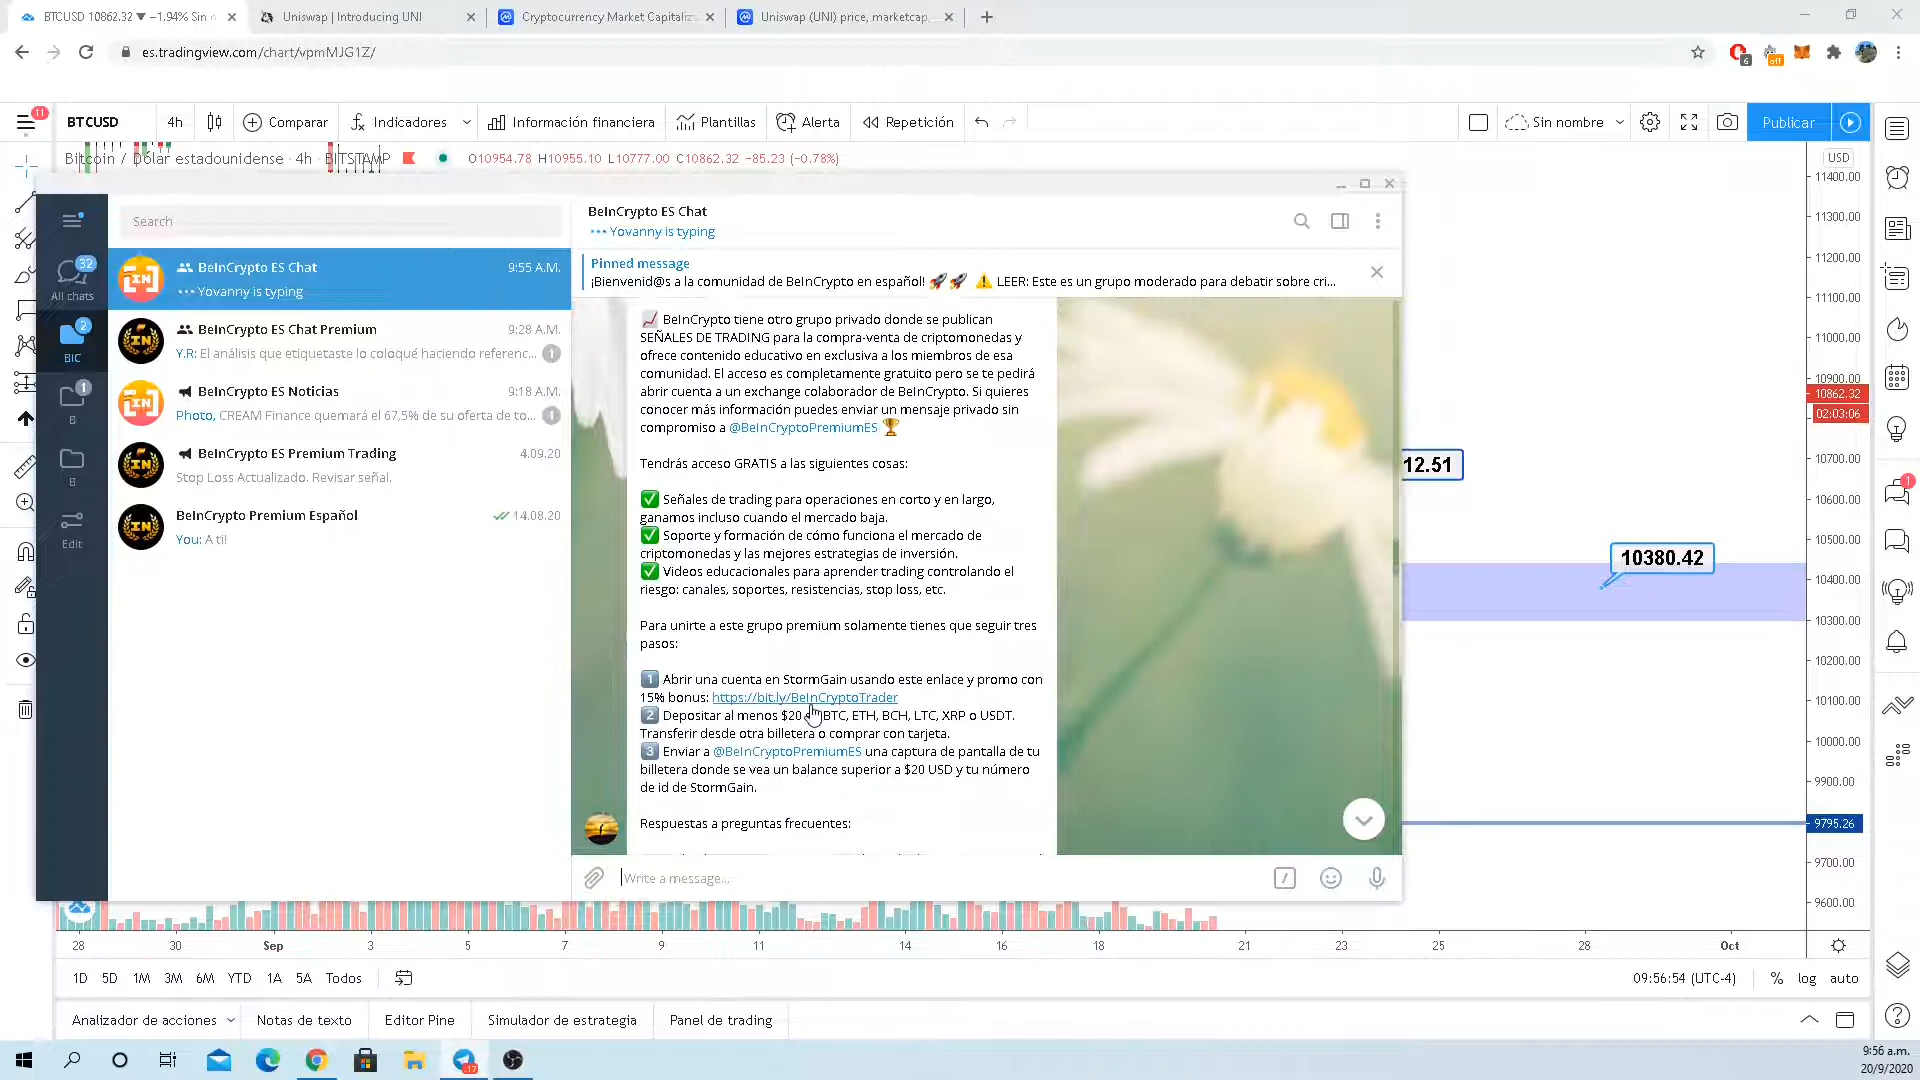 BTCUSD 10862.32 ▼ −1.94% Sin n
Uniswap | Introducing UNI
Cryptocurrency Market Capitaliz
Uniswap (UNI) price, marketcap,
es.tradingview.com/chart/vpmMJG1Z/
6
off
11
BTCUSD
4h
Comparar
Indicadores
Información financiera
Plantillas
Alerta
Repetición
Sin nombre
Publicar
Bitcoin / Dólar estadounidense · 4h · BITSTAMP
O10954.78 H10955.10 L10777.00 C10862.32 −85.23 (−0.78%)
USD
11400.00
11300.00
11200.00
11100.00
11000.00
10900.00
10862.32
02:03:06
10700.00
10600.00
10500.00
10400.00
10300.00
10200.00
10100.00
10000.00
9900.00
9795.26
9700.00
9600.00
12.51
10380.42
1
32
All chats
2
BIC
1
B
B
Edit
Search
BeInCrypto ES Chat
9:55 A.M.
Yovanny is typing
BeInCrypto ES Chat Premium
9:28 A.M.
Y.R: El análisis que etiquetaste lo coloqué haciendo referenc...
1
BeInCrypto ES Noticias
9:18 A.M.
Photo, CREAM Finance quemará el 67,5% de su oferta de to...
1
BeInCrypto ES Premium Trading
4.09.20
Stop Loss Actualizado. Revisar señal.
BeInCrypto Premium Español
14.08.20
You: A ti!
BeInCrypto ES Chat
Yovanny is typing
Pinned message
¡Bienvenid@s a la comunidad de BeInCrypto en español! 🚀🚀 ⚠️ LEER: Este es un grupo moderado para debatir sobre cri...
📈 BeInCrypto tiene otro grupo privado donde se publican
SEÑALES DE TRADING para la compra-venta de criptomonedas y
ofrece contenido educativo en exclusiva a los miembros de esa
comunidad. El acceso es completamente gratuito pero se te pedirá
abrir cuenta a un exchange colaborador de BeInCrypto. Si quieres
conocer más información puedes enviar un mensaje privado sin
compromiso a @BeInCryptoPremiumES 🏆
Tendrás acceso GRATIS a las siguientes cosas:
✅ Señales de trading para operaciones en corto y en largo,
ganamos incluso cuando el mercado baja.
✅ Soporte y formación de cómo funciona el mercado de
criptomonedas y las mejores estrategias de inversión.
✅ Videos educacionales para aprender trading controlando el
riesgo: canales, soportes, resistencias, stop loss, etc.
Para unirte a este grupo premium solamente tienes que seguir tres
pasos:
1️⃣ Abrir una cuenta en StormGain usando este enlace y promo con
15% bonus: https://bit.ly/BeInCryptoTrader
2️⃣ Depositar al menos $20 BTC, ETH, BCH, LTC, XRP o USDT.
Transferir desde otra billetera o comprar con tarjeta.
3️⃣ Enviar a @BeInCryptoPremiumES una captura de pantalla de tu
billetera donde se vea un balance superior a $20 USD y tu número
de id de StormGain.
Respuestas a preguntas frecuentes:
Write a message...
28 30 Sep 3 5 7 9 11 14 16 18 21 23 25 28 Oct
1D 5D 1M 3M 6M YTD 1A 5A Todos
09:56:54 (UTC-4)
% log auto
Analizador de acciones
Notas de texto
Editor Pine
Simulador de estrategia
Panel de trading
17
9:56 a.m.
20/9/2020